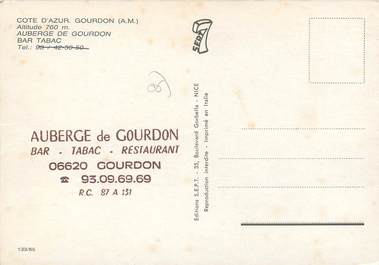 COTE D'AZUR. GOURDON (A.M.)
Altitude 760 m.
AUBERGE DE GOURDON
BAR TABAC
Tel.: 93 / 42-50-50
SEPT
AUBERGE de GOURDON
BAR - TABAC - RESTAURANT
06620 GOURDON
☎ 93.09.69.69
R.C. 87 A 131
Editions S.E.P.T. - 35, Boulevard Gorbella - NICE
Reproduction interdite - Imprimé en Italie